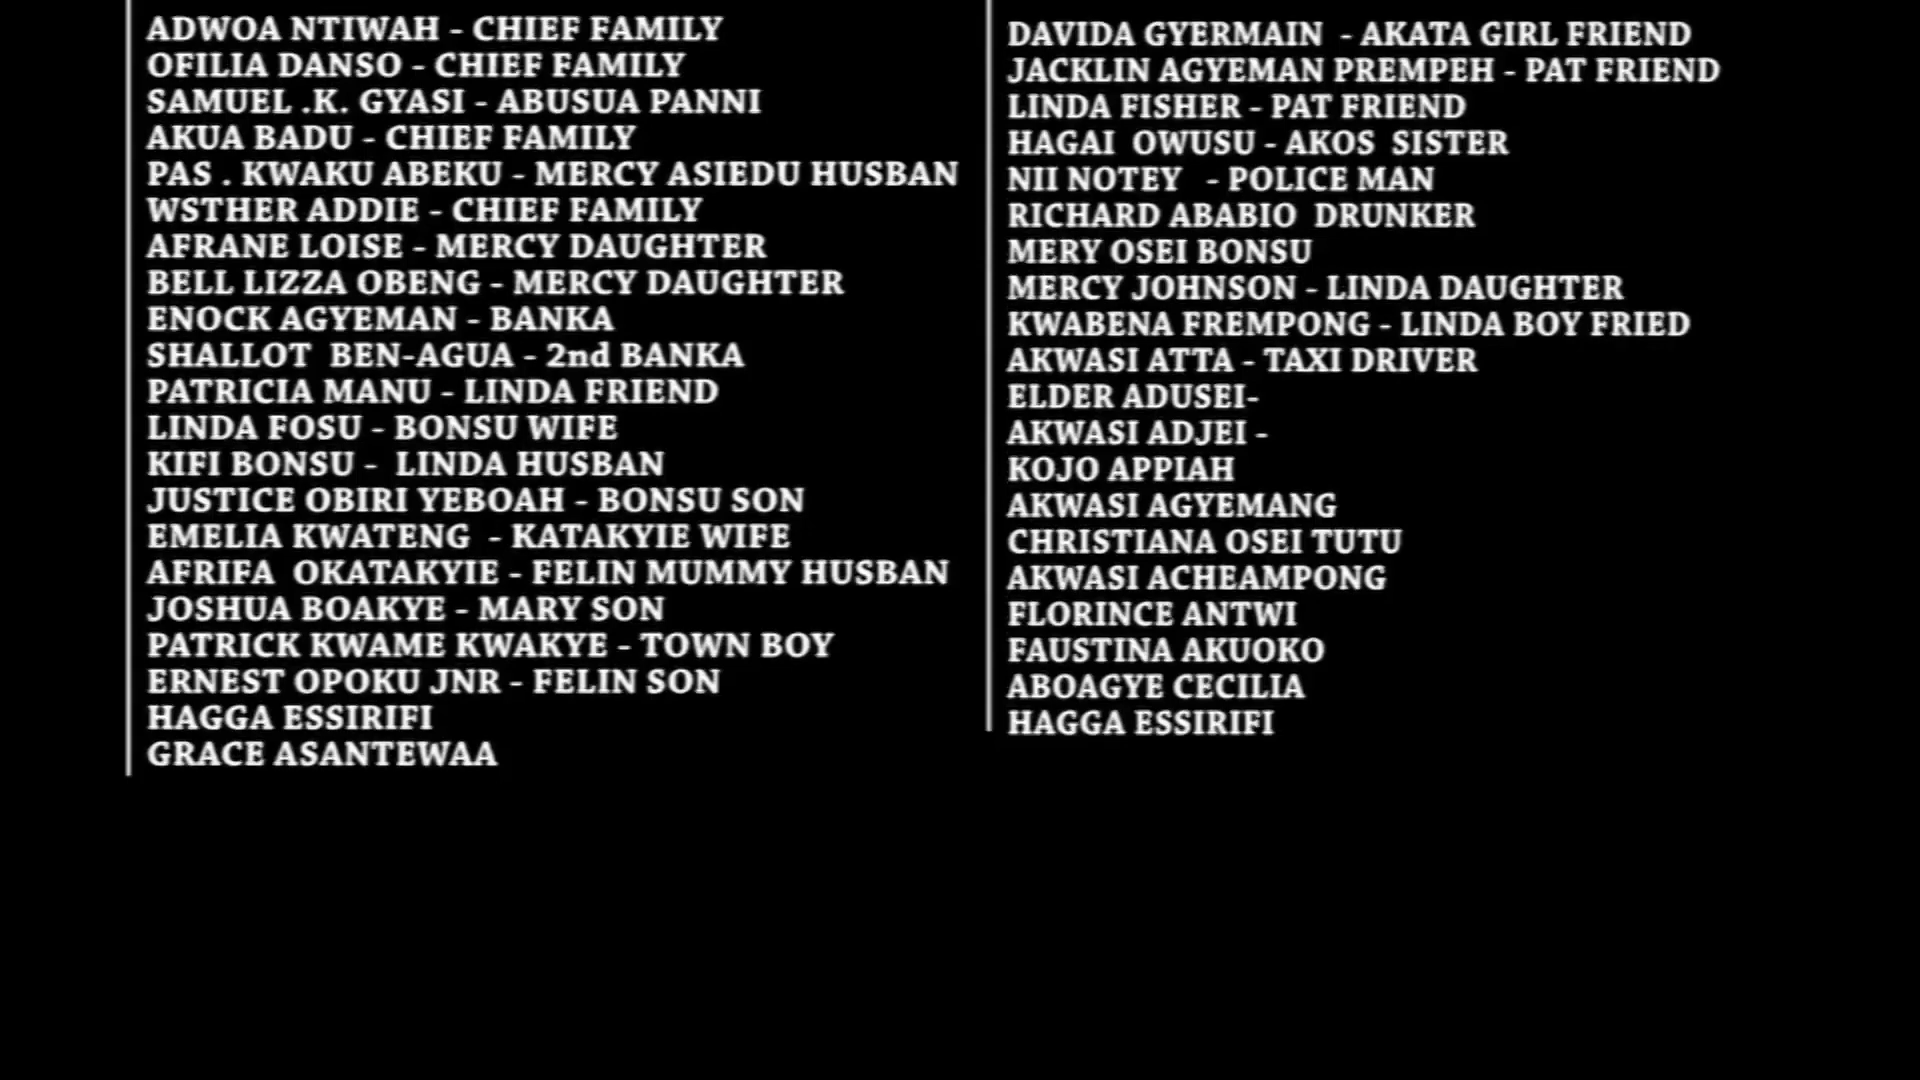 ADWOA NTIWAH - CHIEF FAMILY
OFILIA DANSO - CHIEF FAMILY
SAMUEL .K. GYASI - ABUSUA PANNI
AKUA BADU - CHIEF FAMILY
PAS . KWAKU ABEKU - MERCY ASIEDU HUSBAN
WSTHER ADDIE - CHIEF FAMILY
AFRANE LOISE - MERCY DAUGHTER
BELL LIZZA OBENG - MERCY DAUGHTER
ENOCK AGYEMAN - BANKA
SHALLOT  BEN-AGUA - 2nd BANKA
PATRICIA MANU - LINDA FRIEND
LINDA FOSU - BONSU WIFE
KIFI BONSU -  LINDA HUSBAN
JUSTICE OBIRI YEBOAH - BONSU SON
EMELIA KWATENG  - KATAKYIE WIFE
AFRIFA  OKATAKYIE - FELIN MUMMY HUSBAN
JOSHUA BOAKYE - MARY SON
PATRICK KWAME KWAKYE - TOWN BOY
ERNEST OPOKU JNR - FELIN SON
HAGGA ESSIRIFI
GRACE ASANTEWAA
DAVIDA GYERMAIN  - AKATA GIRL FRIEND
JACKLIN AGYEMAN PREMPEH - PAT FRIEND
LINDA FISHER - PAT FRIEND
HAGAI  OWUSU - AKOS  SISTER
NII NOTEY   - POLICE MAN
RICHARD ABABIO  DRUNKER
MERY OSEI BONSU
MERCY JOHNSON - LINDA DAUGHTER
KWABENA FREMPONG - LINDA BOY FRIED
AKWASI ATTA - TAXI DRIVER
ELDER ADUSEI-
AKWASI ADJEI -
KOJO APPIAH
AKWASI AGYEMANG
CHRISTIANA OSEI TUTU
AKWASI ACHEAMPONG
FLORINCE ANTWI
FAUSTINA AKUOKO
ABOAGYE CECILIA
HAGGA ESSIRIFI